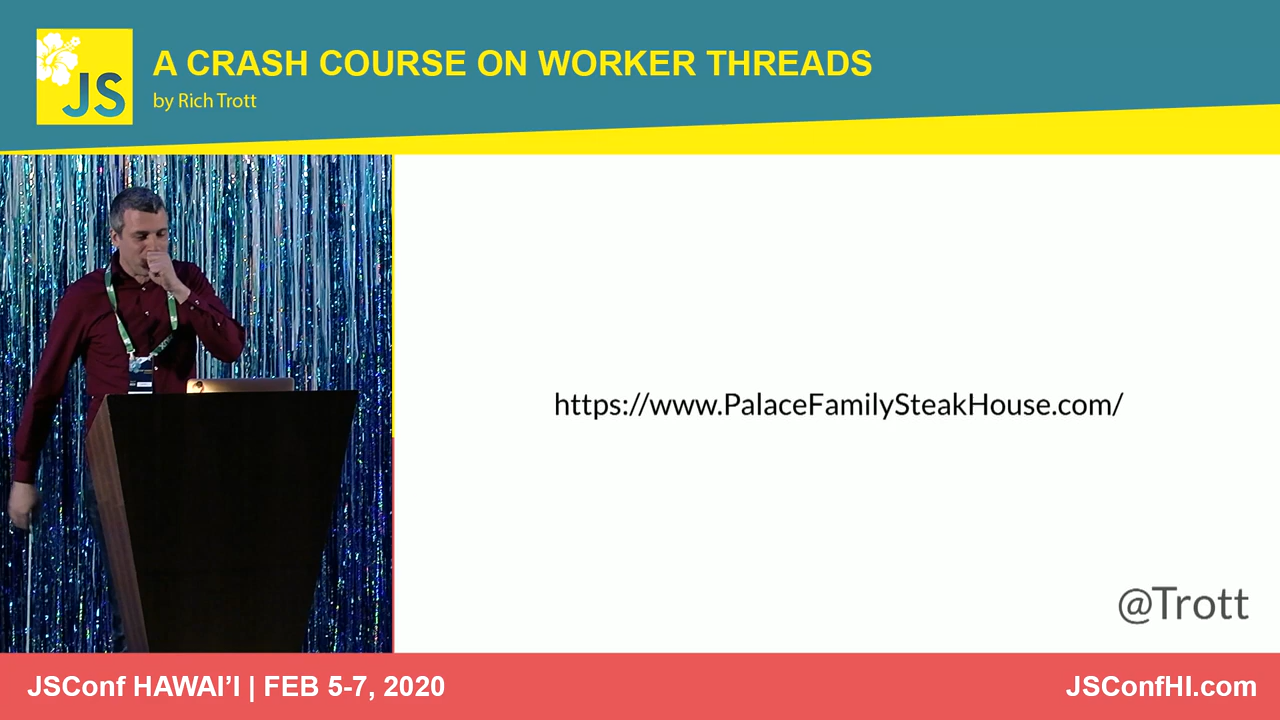 JS
A CRASH COURSE ON WORKER THREADS
by Rich Trott
https://www.PalaceFamilySteakHouse.com/
@Trott
JSConf HAWAI’I | FEB 5-7, 2020
JSConfHI.com